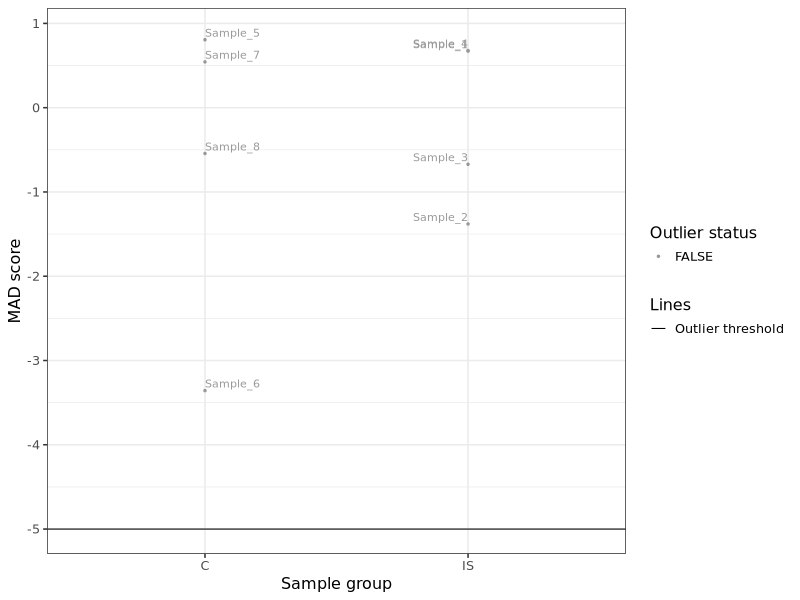 1
0
-1
-2
-3
-4
-5
MAD score
Sample_5
Sample_7
Sample_8
Sample_6
Sample_4
Sample_3
Sample_2
C
IS
Sample group
Outlier status
FALSE
Lines
Outlier threshold